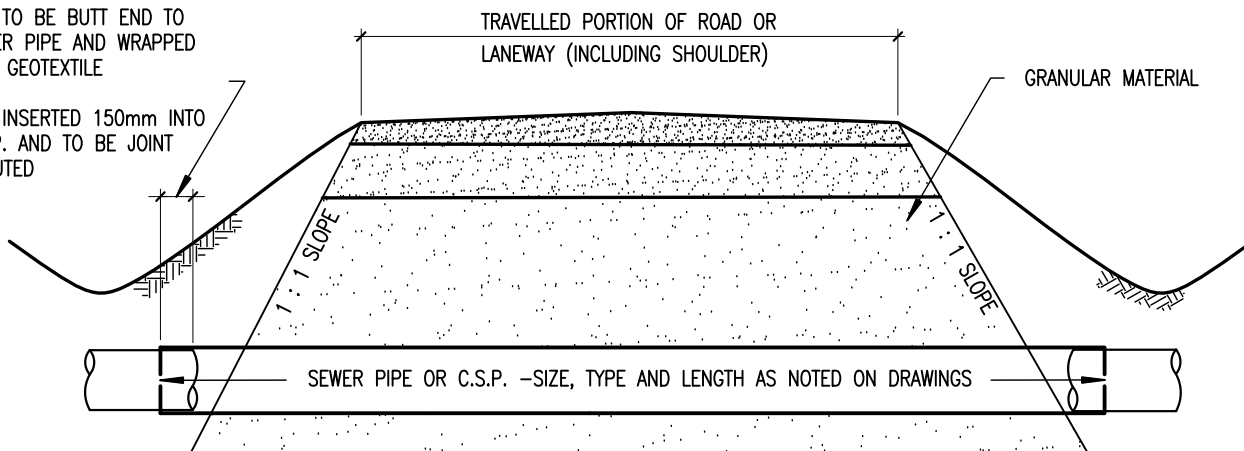 TO BE BUTT END TO
PIPE AND WRAPPED
GEOTEXTILE
INSERTED 150mm INTO
AND TO BE JOINT
TRAVELLED PORTION OF ROAD OR
LANEWAY (INCLUDING SHOULDER)
GRANULAR MATERIAL
1 : 1 SLOPE
1 : 1 SLOPE
SEWER PIPE OR C.S.P. -SIZE, TYPE AND LENGTH AS NOTED ON DRAWINGS